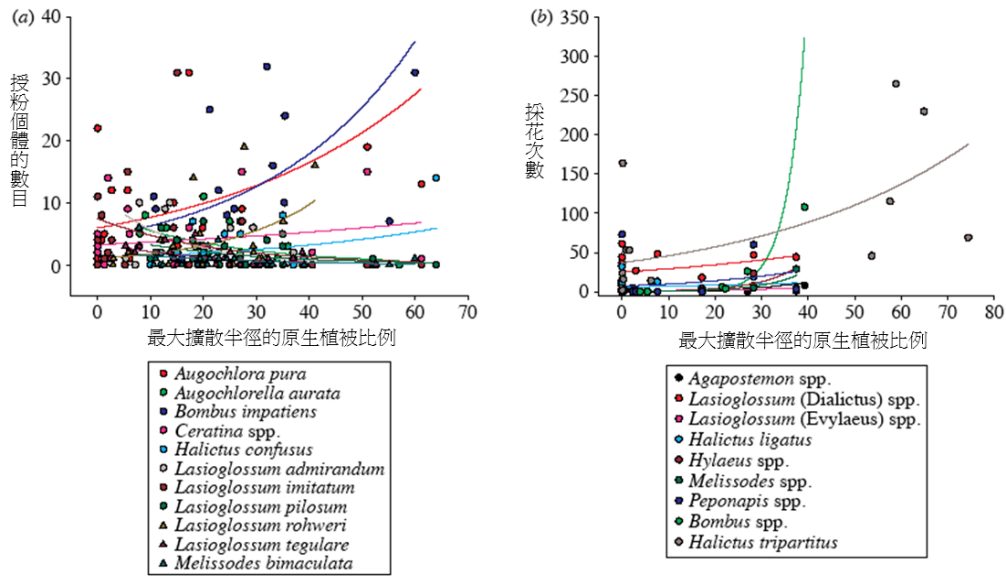 (a)
40
30
20
10
0
授粉個體的數目
0 10 20 30 40 50 60 70
最大擴散半徑的原生植被比例
Augochlora pura
Augochlorella aurata
Bombus impatiens
Ceratina spp.
Halictus confusus
Lasioglossum admirandum
Lasioglossum imitatum
Lasioglossum pilosum
Lasioglossum rohweri
Lasioglossum tegulare
Melissodes bimaculata
(b)
350
300
250
200
150
100
50
0
採花次數
0 10 20 30 40 50 60 70 80
最大擴散半徑的原生植被比例
Agapostemon spp.
Lasioglossum (Dialictus) spp.
Lasioglossum (Evylaeus) spp.
Halictus ligatus
Hylaeus spp.
Melissodes spp.
Peponapis spp.
Bombus spp.
Halictus tripartitus